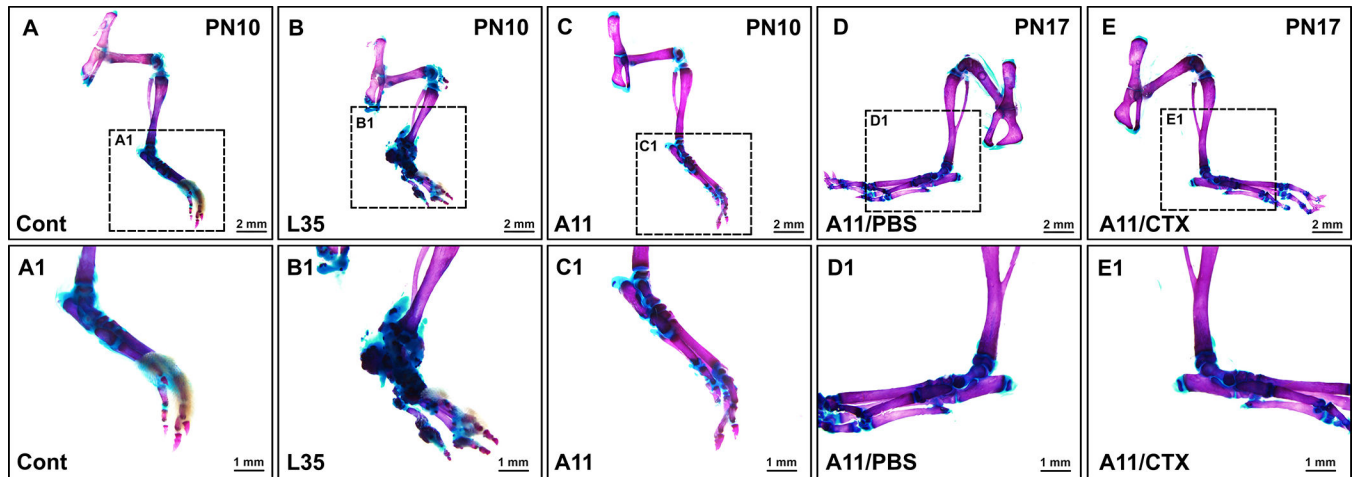 A PN10
A1
Cont 2 mm
B PN10
B1
L35 2 mm
C PN10
C1
A11 2 mm
D PN17
D1
A11/PBS 2 mm
E PN17
E1
A11/CTX 2 mm
A1
Cont 1 mm
B1
L35 1 mm
C1
A11 1 mm
D1
A11/PBS 1 mm
E1
A11/CTX 1 mm